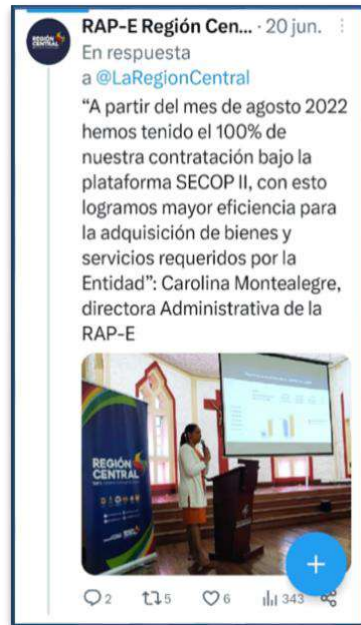 RAP-E Región Cen... · 20 jun.
En respuesta
a @LaRegionCentral
“A partir del mes de agosto 2022
hemos tenido el 100% de
nuestra contratación bajo la
plataforma SECOP II, con esto
logramos mayor eficiencia para
la adquisición de bienes y
servicios requeridos por la
Entidad”: Carolina Montealegre,
directora Administrativa de la
RAP-E
REGIÓN
CENTRAL
2 5 6 343